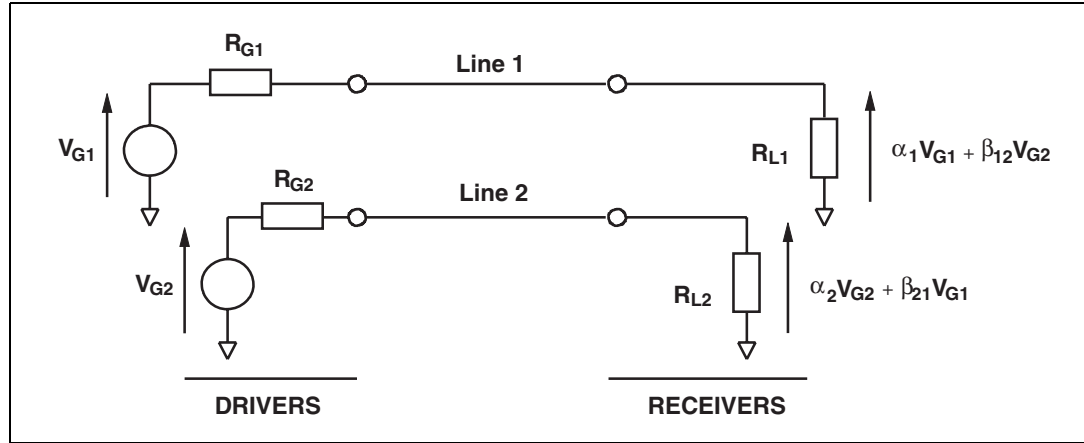 R_G1
Line 1
V_G1
R_L1
α_1V_G1 + β_12V_G2
R_G2
Line 2
V_G2
R_L2
α_2V_G2 + β_21V_G1
DRIVERS
RECEIVERS